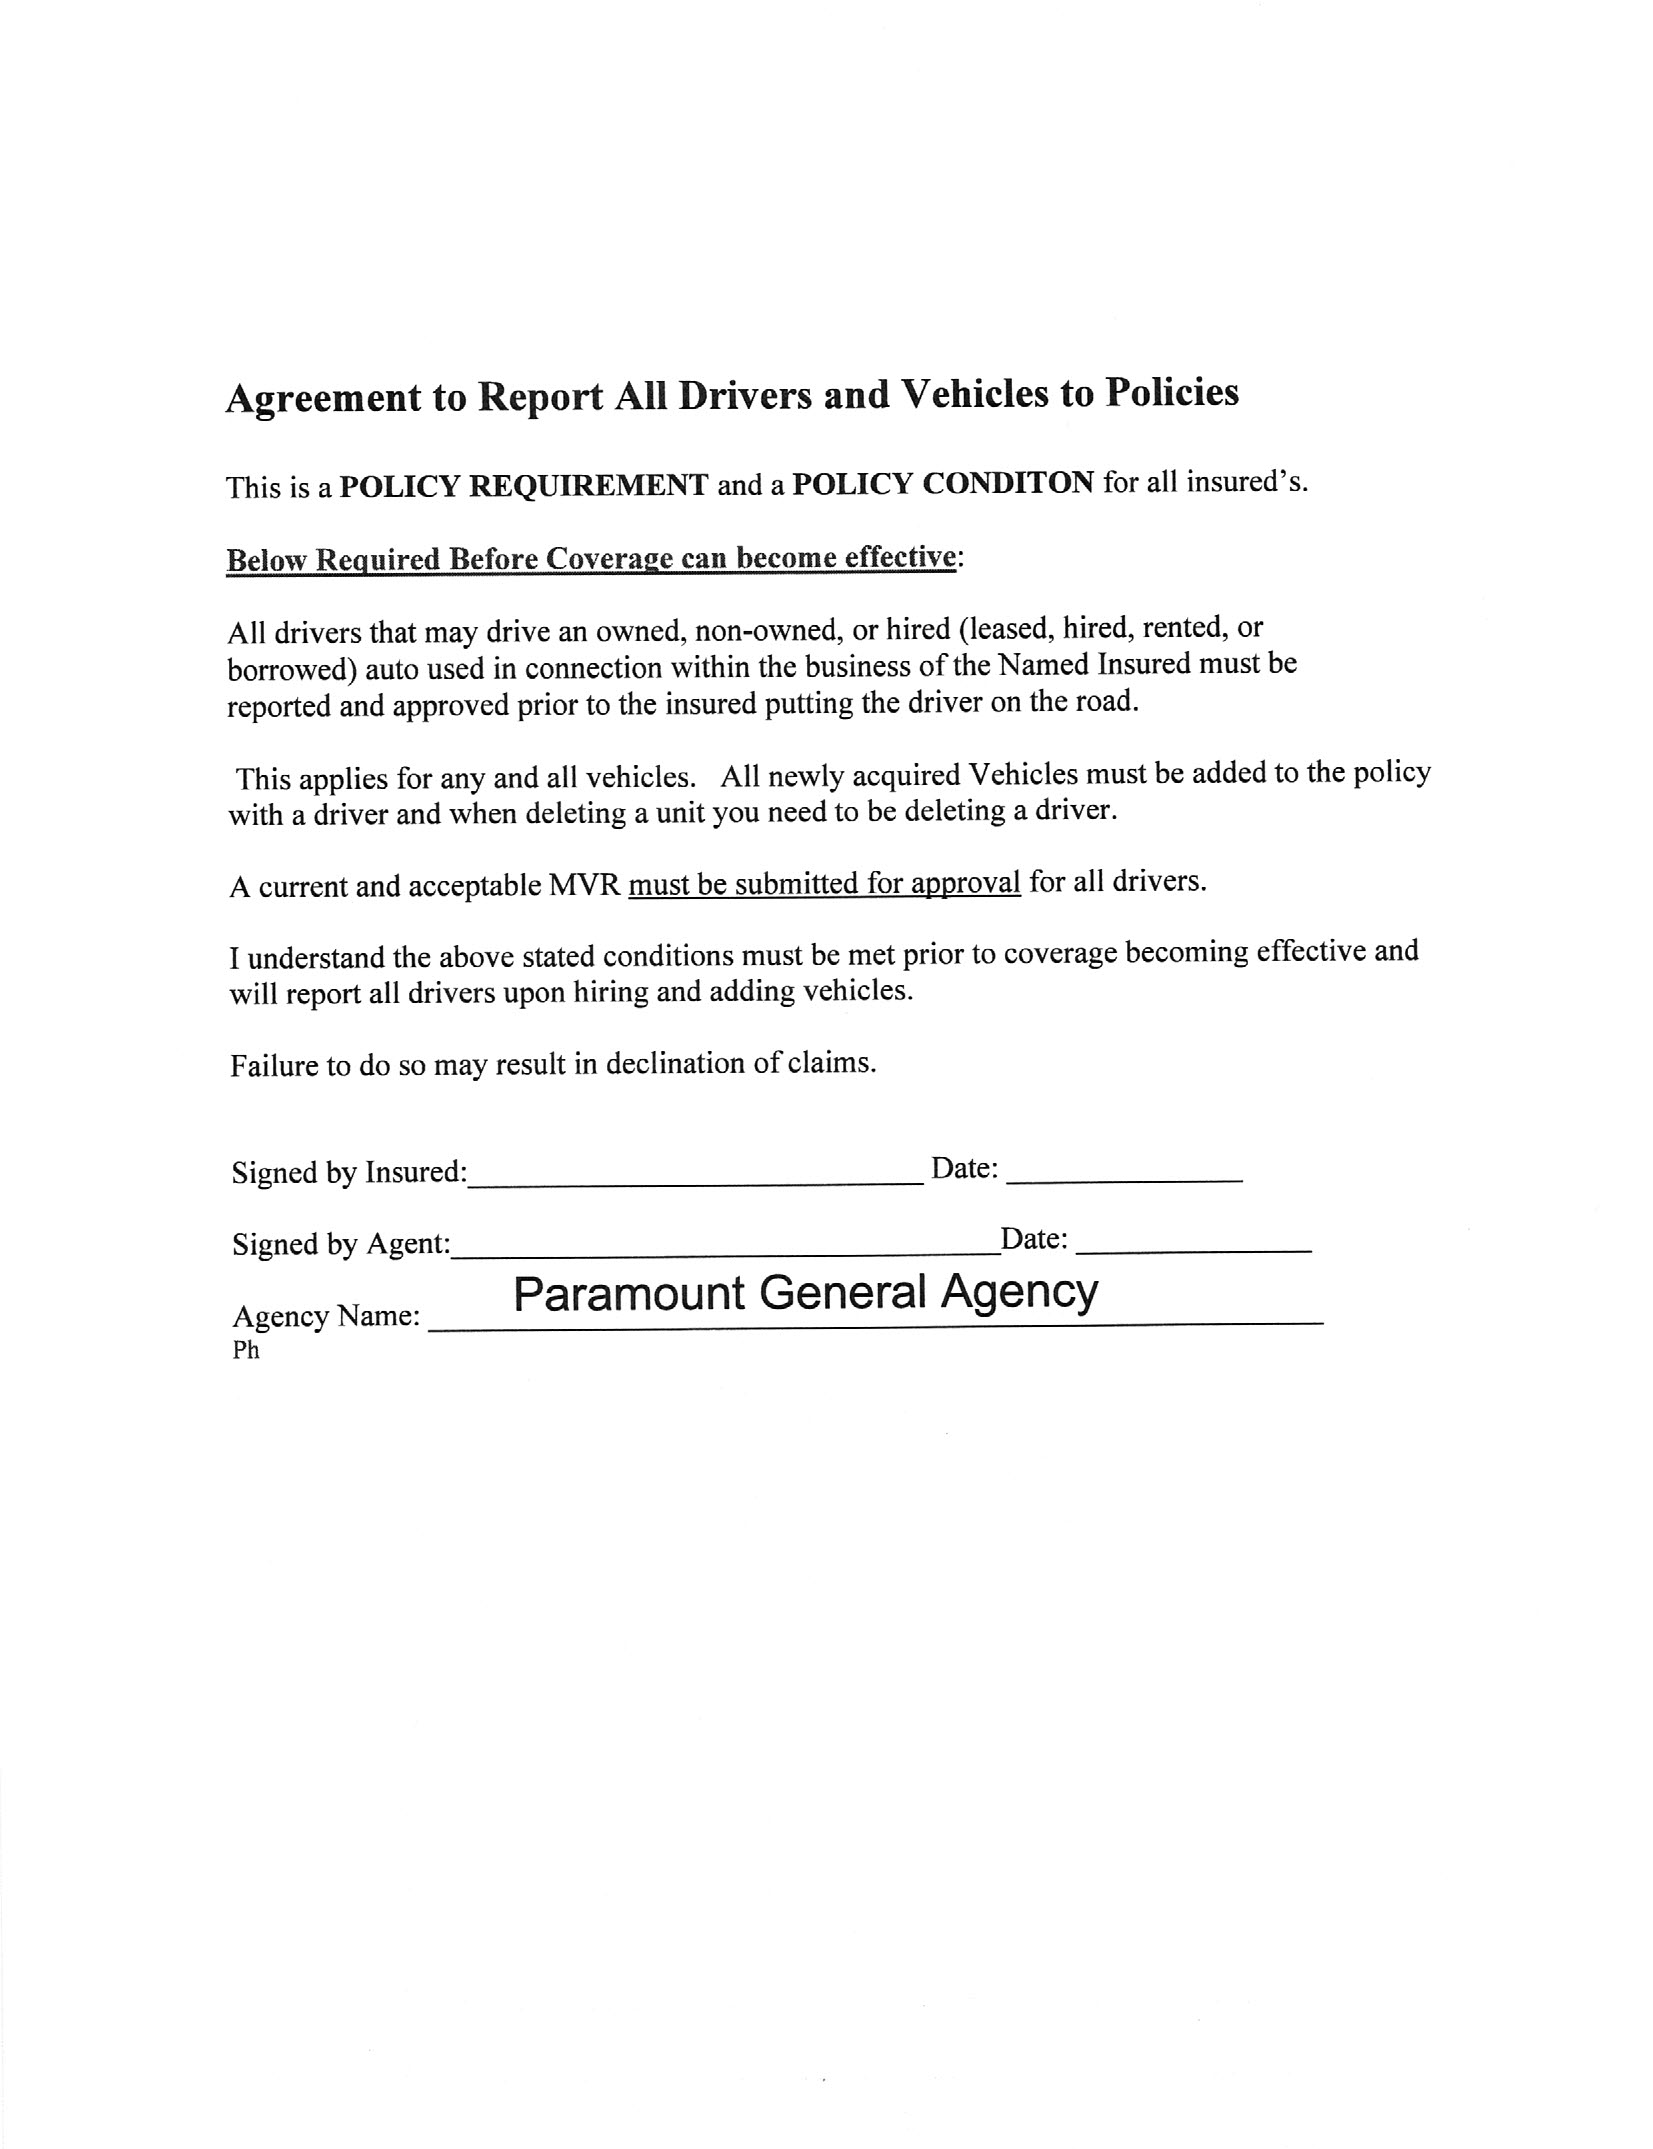 Agreement to Report All Drivers and Vehicles to Policies
This is a POLICY REQUIREMENT and a POLICY CONDITON for all insured's.
Below Required Before Coverage can become effective:
All drivers that may drive an owned, non-owned, or hired (leased, hired, rented, or
borrowed) auto used in connection within the business of the Named Insured must be
reported and approved prior to the insured putting the driver on the road.
This applies for any and all vehicles.   All newly acquired Vehicles must be added to the policy
with a driver and when deleting a unit you need to be deleting a driver.
A current and acceptable MVR must be submitted for approval for all drivers.
I understand the above stated conditions must be met prior to coverage becoming effective and
will report all drivers upon hiring and adding vehicles.
Failure to do so may result in declination of claims.
Signed by Insured: Date:
Signed by Agent: Date:
Agency Name: Paramount General Agency
Ph